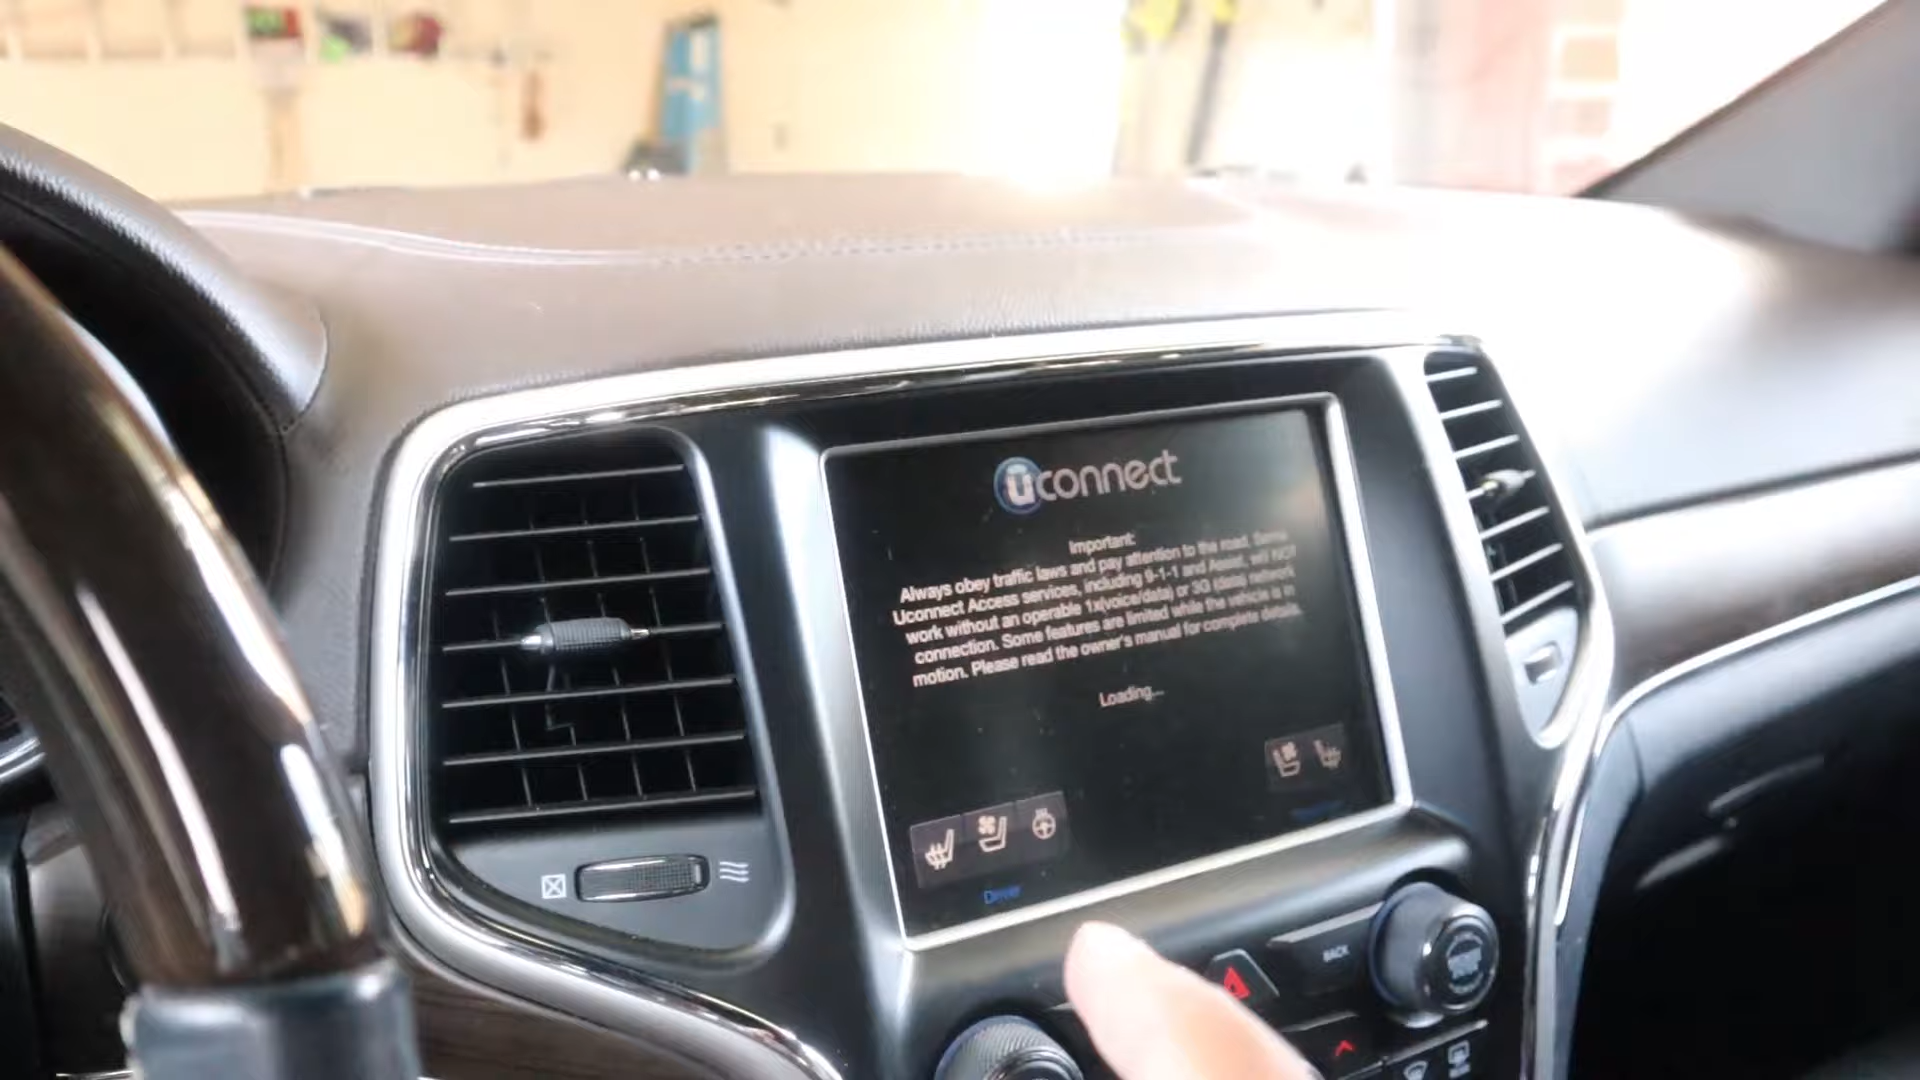 uconnect
Important:
Always obey traffic laws and pay attention to the road. Some
Uconnect Access services, including 9-1-1 and Assist, will NOT
work without an operable 1x(voice/data) or 3G (data) network
connection. Some features are limited while the vehicle is in
motion. Please read the owner's manual for complete details.
Loading...
Driver
BACK